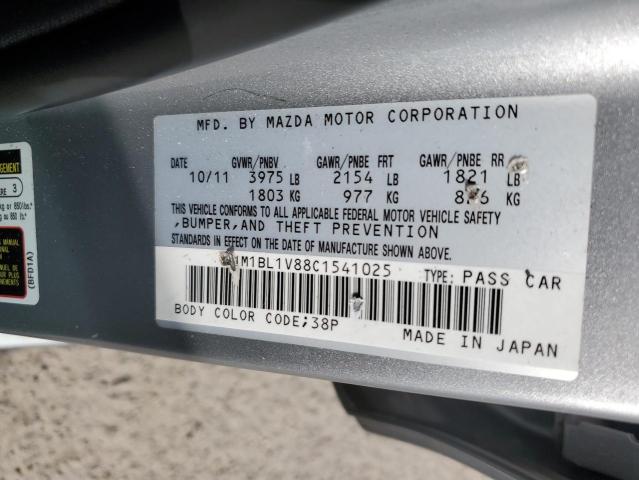 MFD. BY MAZDA MOTOR CORPORATION
DATE GVWR/PNBV GAWR/PNBE FRT GAWR/PNBE RR
10/11 3975 LB 2154 LB 1821 LB
1803 KG 977 KG KG
THIS VEHICLE CONFORMS TO ALL APPLICABLE FEDERAL MOTOR VEHICLE SAFETY
,BUMPER,AND THEFT PREVENTION
STANDARDS IN EFFECT ON THE DATE OF MANUFACTURE SHOWN ABOVE.
M1BL1V88C1541025 TYPE: PASS CAR
BODY COLOR CODE;38P
MADE IN JAPAN
3
(BFD1A)